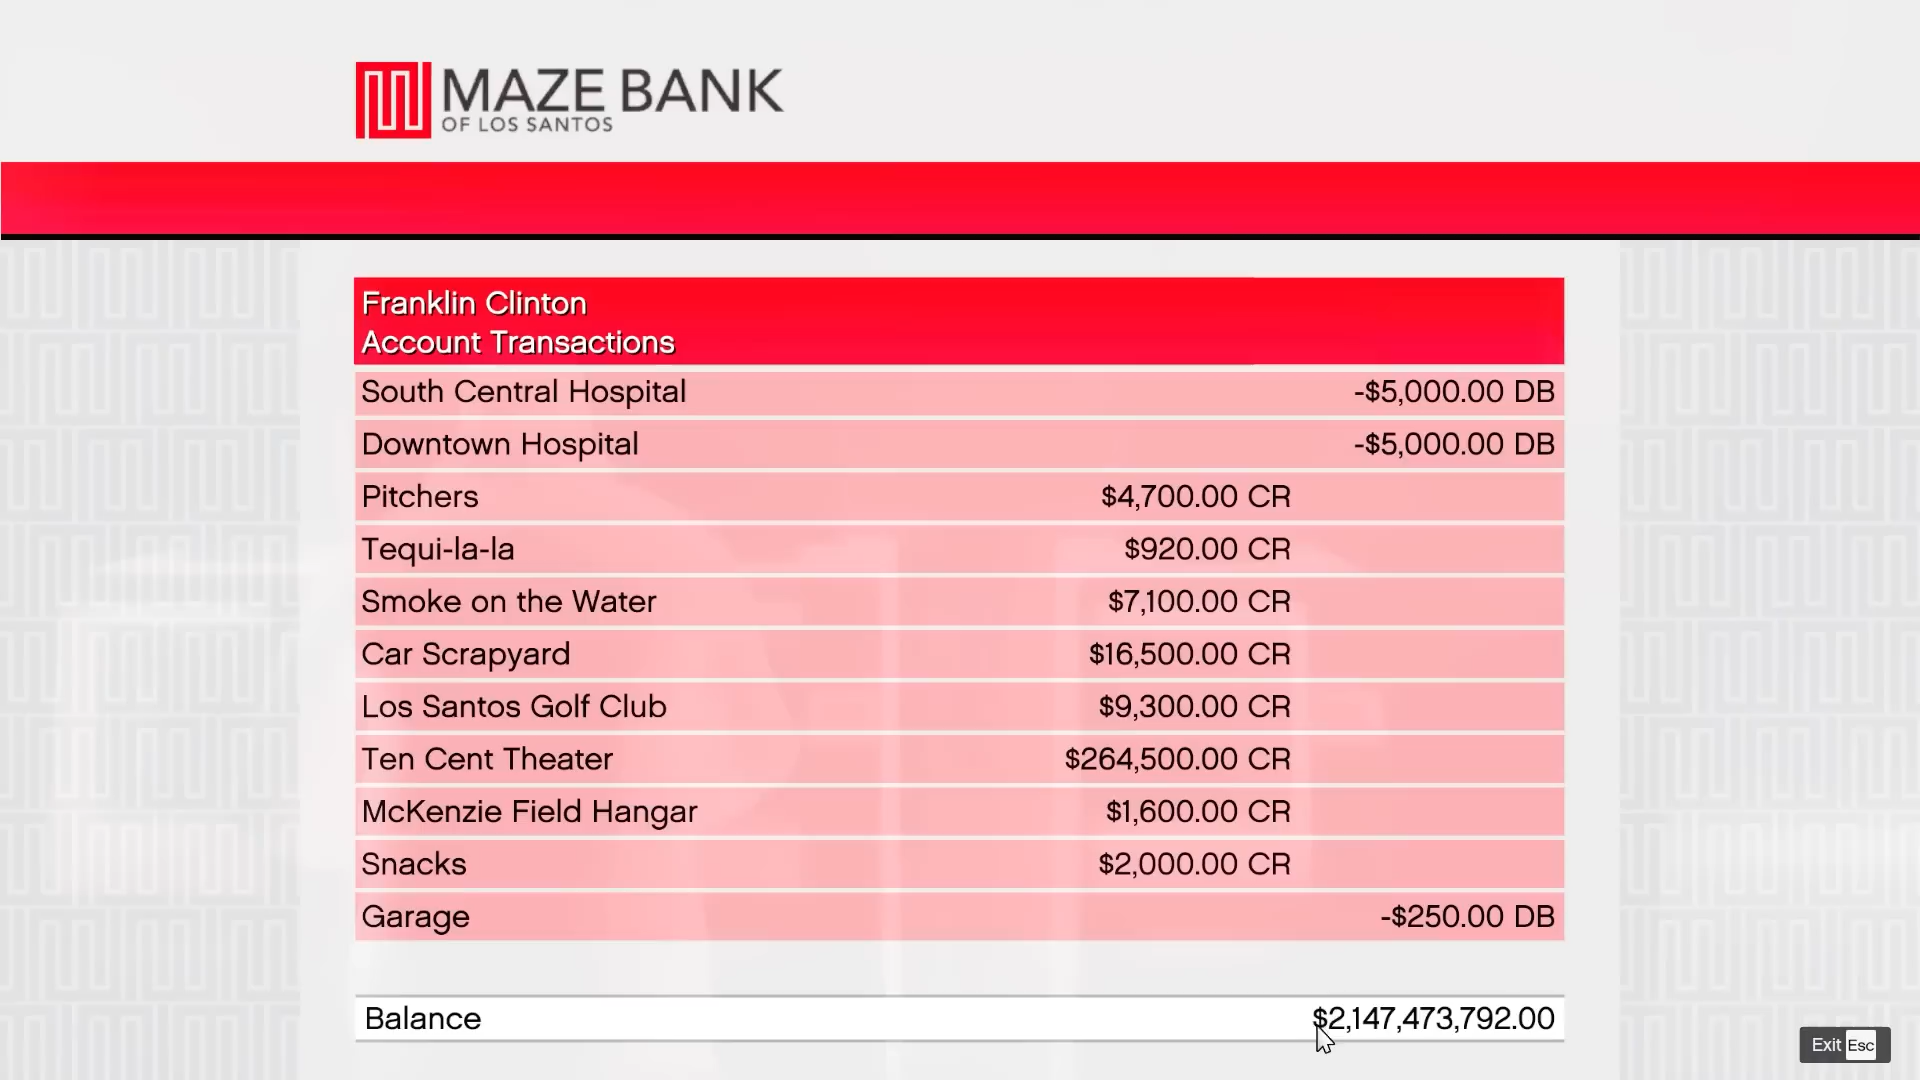 MAZE BANK
OF LOS SANTOS
Franklin Clinton
Account Transactions
South Central Hospital -$5,000.00 DB
Downtown Hospital -$5,000.00 DB
Pitchers $4,700.00 CR
Tequi-la-la $920.00 CR
Smoke on the Water $7,100.00 CR
Car Scrapyard $16,500.00 CR
Los Santos Golf Club $9,300.00 CR
Ten Cent Theater $264,500.00 CR
McKenzie Field Hangar $1,600.00 CR
Snacks $2,000.00 CR
Garage -$250.00 DB
Balance $2,147,473,792.00
Exit Esc